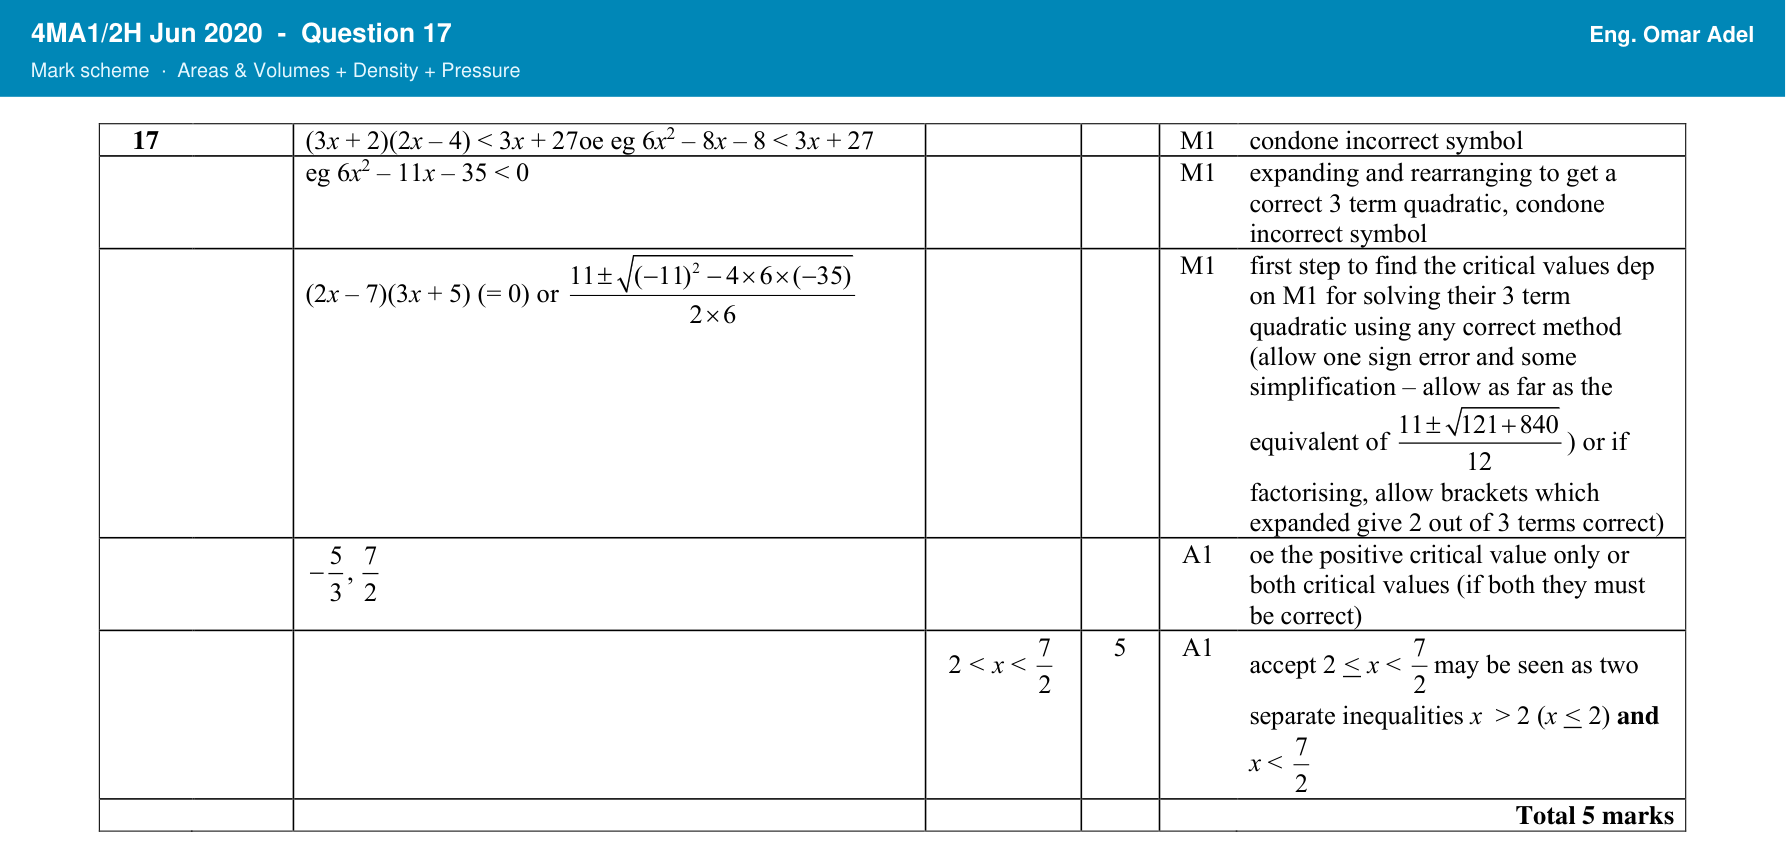 4MA1/2H Jun 2020 - Question 17
Eng. Omar Adel
Mark scheme · Areas & Volumes + Density + Pressure
17 (3x + 2)(2x – 4) < 3x + 27oe eg 6x² – 8x – 8 < 3x + 27 M1 condone incorrect symbol
eg 6x² – 11x – 35 < 0 M1 expanding and rearranging to get a
correct 3 term quadratic, condone
incorrect symbol
(2x – 7)(3x + 5) (= 0) or (11±√((–11)² – 4×6×(–35)))/(2×6) M1 first step to find the critical values dep
on M1 for solving their 3 term
quadratic using any correct method
(allow one sign error and some
simplification – allow as far as the
equivalent of (11±√(121+840))/12 ) or if
factorising, allow brackets which
expanded give 2 out of 3 terms correct)
–5/3, 7/2 A1 oe the positive critical value only or
both critical values (if both they must
be correct)
2 < x < 7/2 5 A1 accept 2 ≤ x < 7/2 may be seen as two
separate inequalities x > 2 (x ≤ 2) and
x < 7/2
Total 5 marks